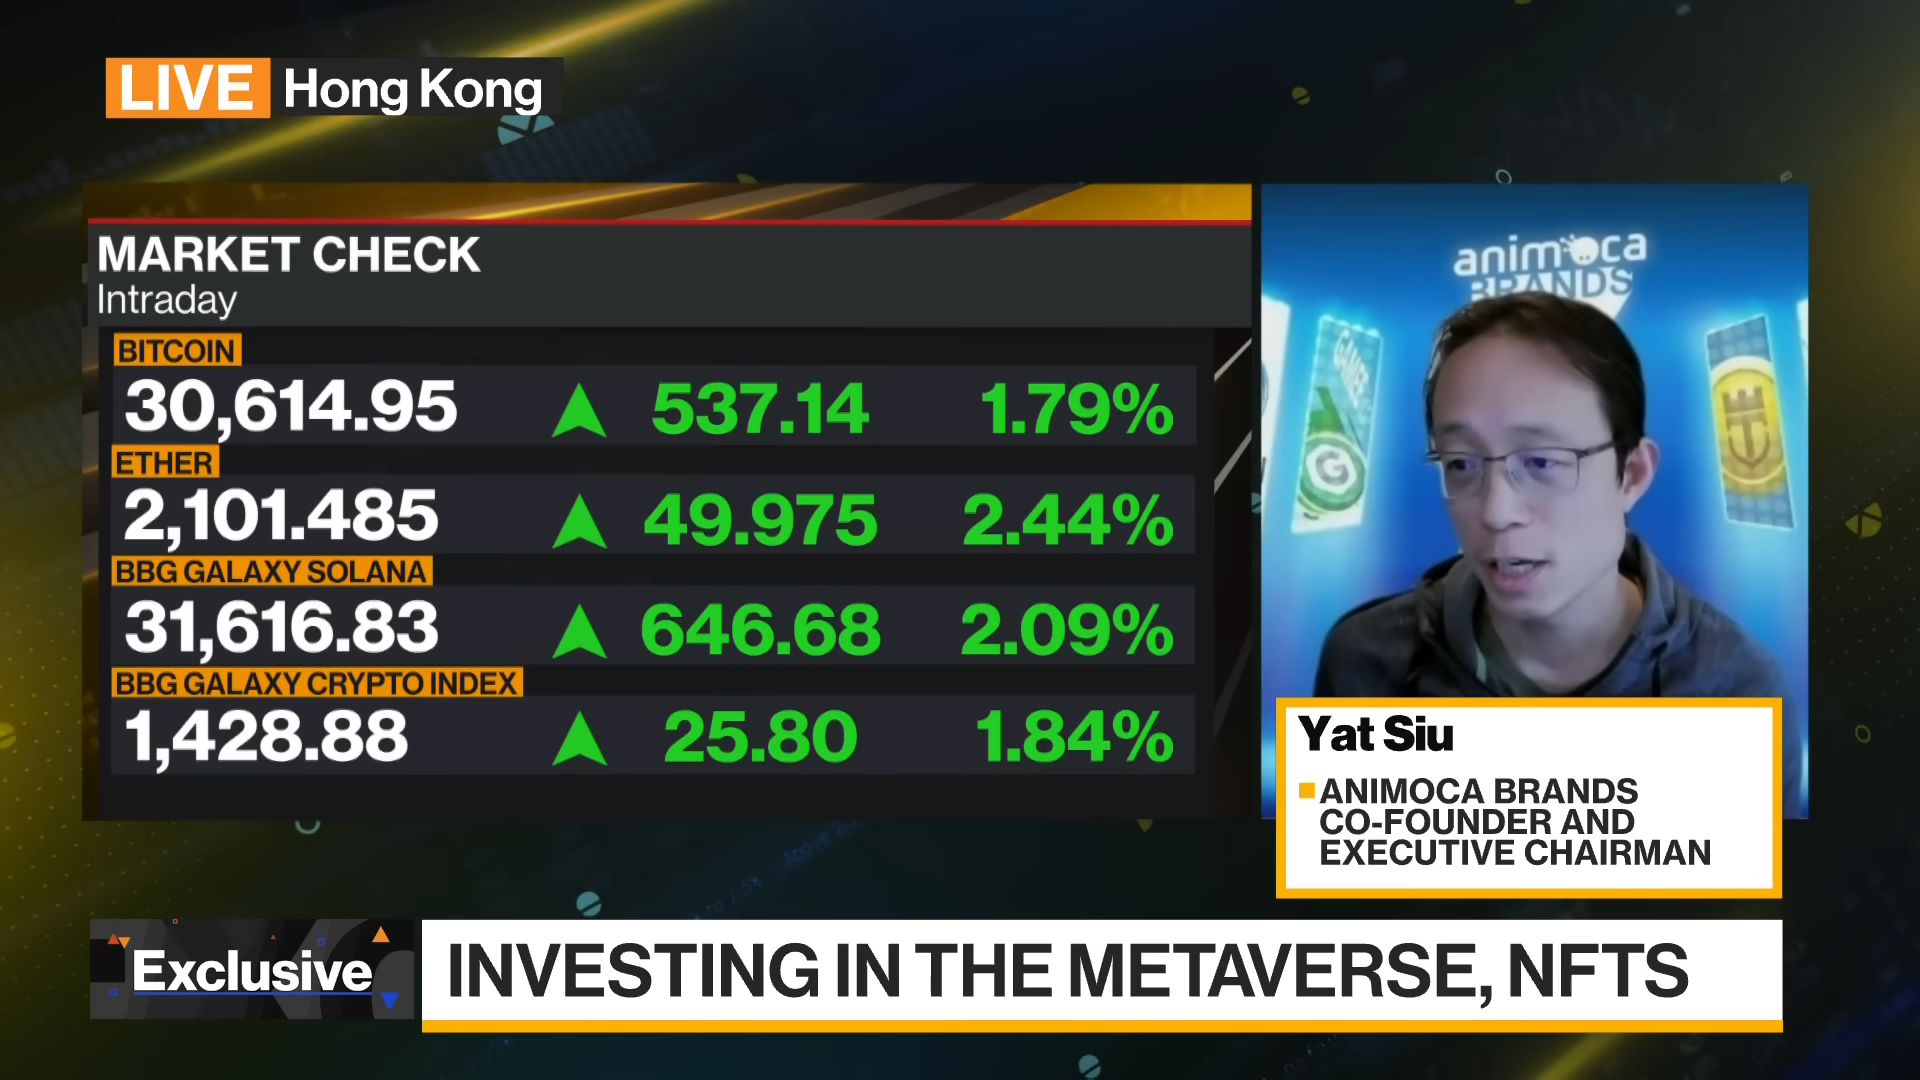 LIVE Hong Kong
MARKET CHECK
Intraday
BITCOIN
30,614.95 ▲ 537.14 1.79%
ETHER
2,101.485 ▲ 49.975 2.44%
BBG GALAXY SOLANA
31,616.83 ▲ 646.68 2.09%
BBG GALAXY CRYPTO INDEX
1,428.88 ▲ 25.80 1.84%
animoca
BRANDS
GAMES
G
Yat Siu
ANIMOCA BRANDS
CO-FOUNDER AND
EXECUTIVE CHAIRMAN
Exclusive
INVESTING IN THE METAVERSE, NFTS